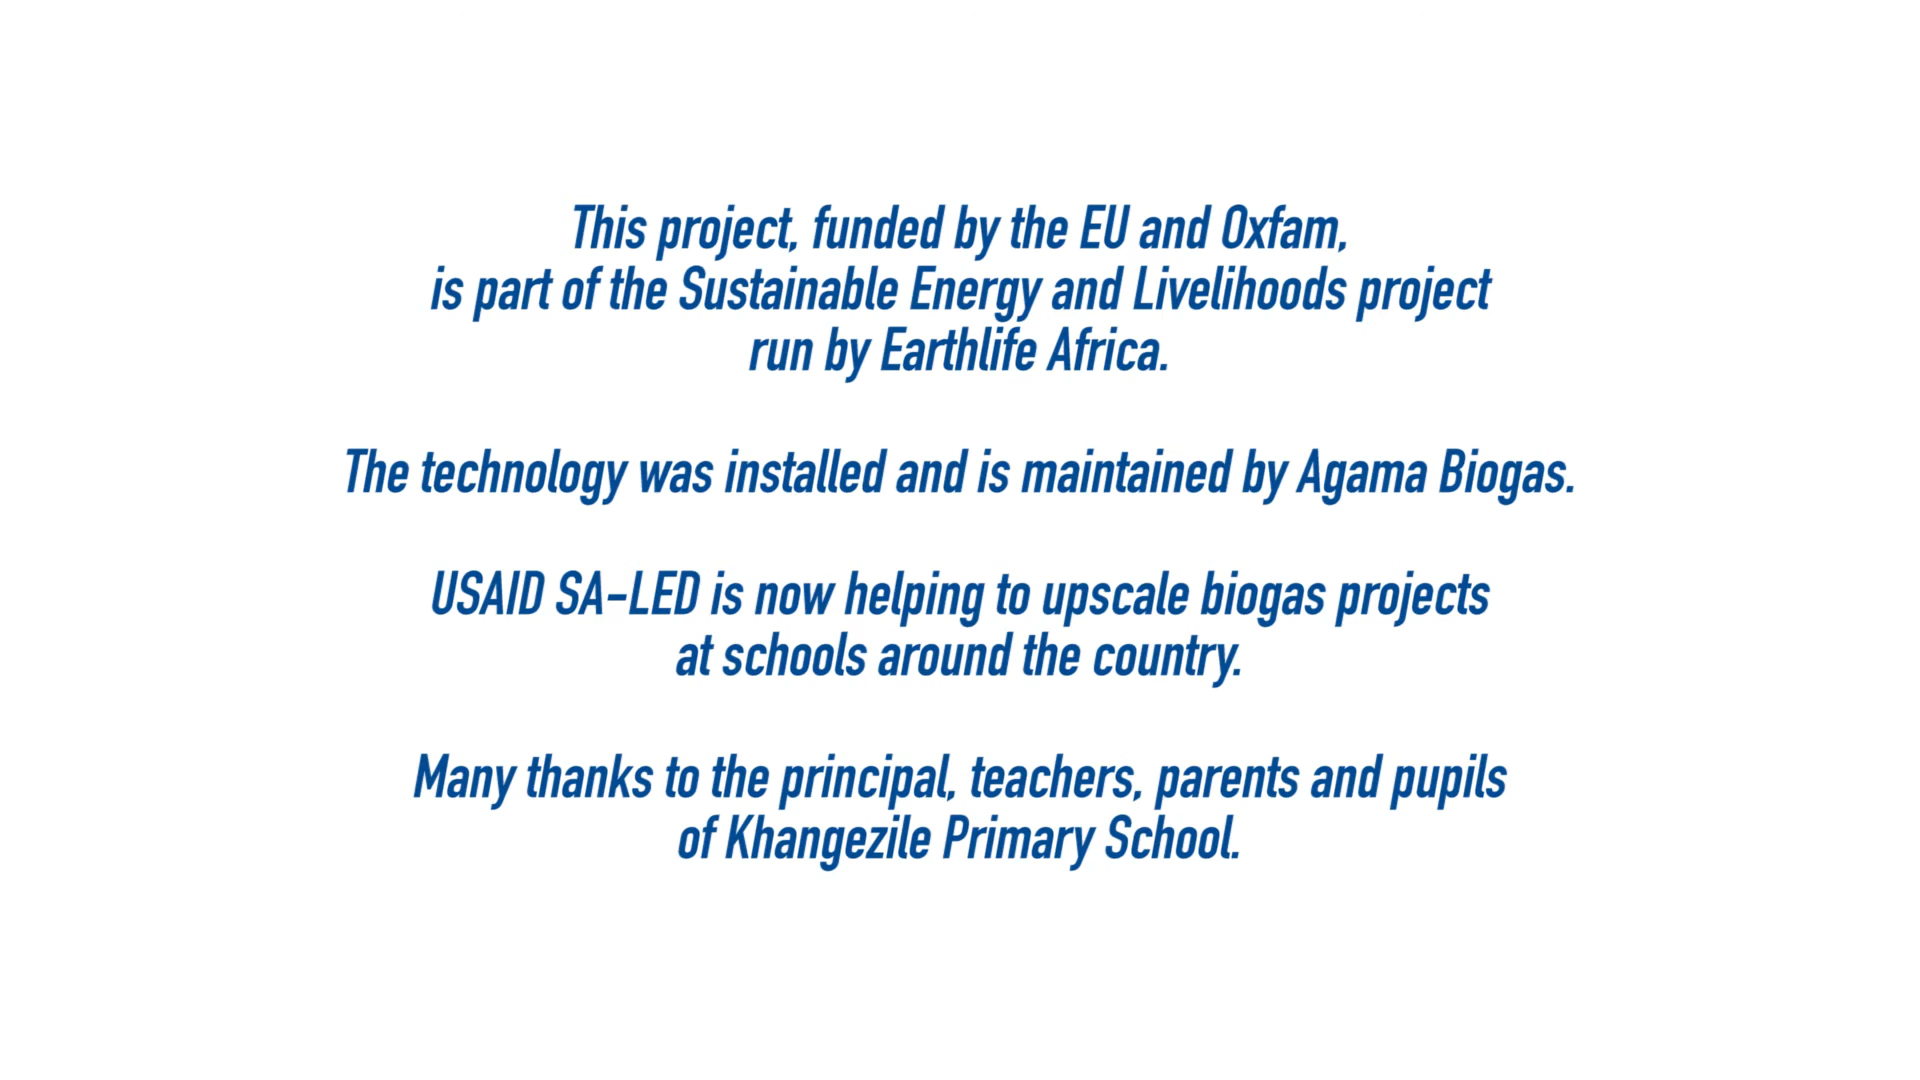 This project, funded by the EU and Oxfam,
is part of the Sustainable Energy and Livelihoods project
run by Earthlife Africa.
The technology was installed and is maintained by Agama Biogas.
USAID SA-LED is now helping to upscale biogas projects
at schools around the country.
Many thanks to the principal, teachers, parents and pupils
of Khangezile Primary School.